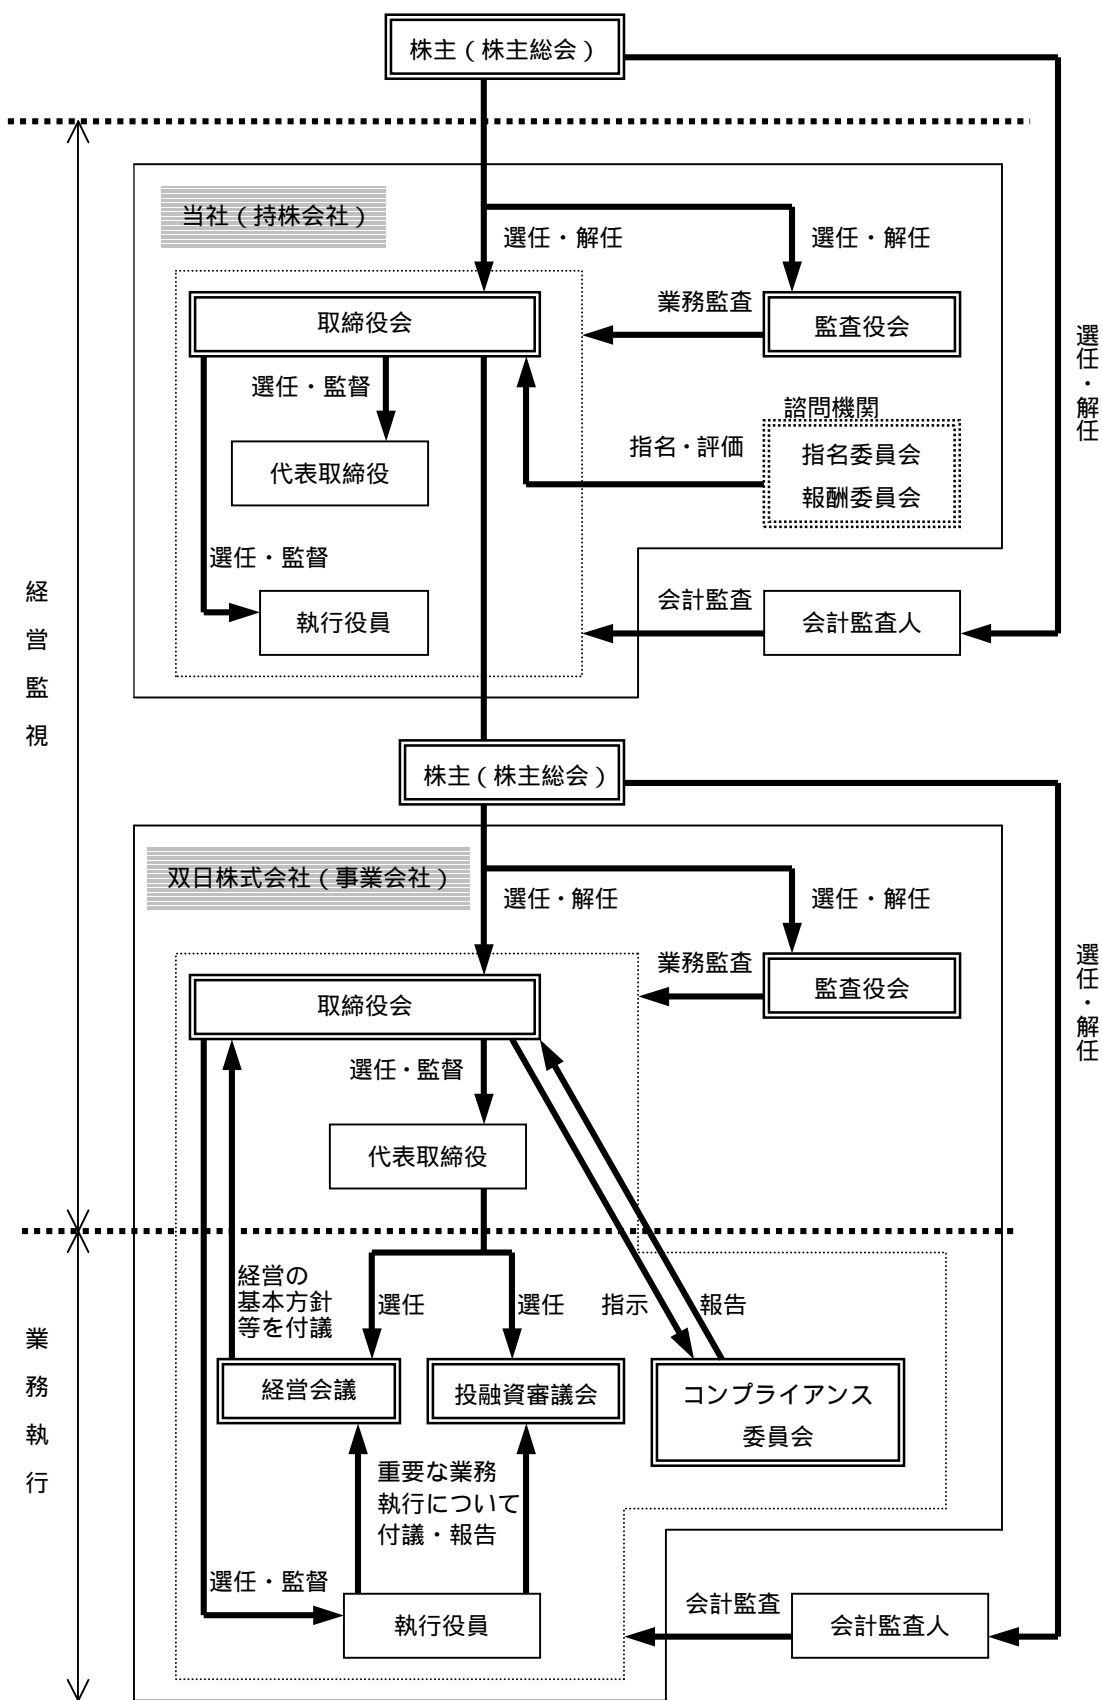 株主（株主総会）
当社（持株会社）
選任・解任
選任・解任
業務監査
取締役会
監査役会
選任・解任
選任・監督
諮問機関
指名・評価
指名委員会
報酬委員会
代表取締役
選任・監督
執行役員
会計監査
会計監査人
経営監視
株主（株主総会）
双日株式会社（事業会社）
選任・解任
選任・解任
業務監査
取締役会
監査役会
選任・解任
選任・監督
代表取締役
経営の
基本方針
等を付議
選任
選任
指示
報告
業務執行
経営会議
投融資審議会
コンプライアンス
委員会
重要な業務
執行について
付議・報告
選任・監督
執行役員
会計監査
会計監査人